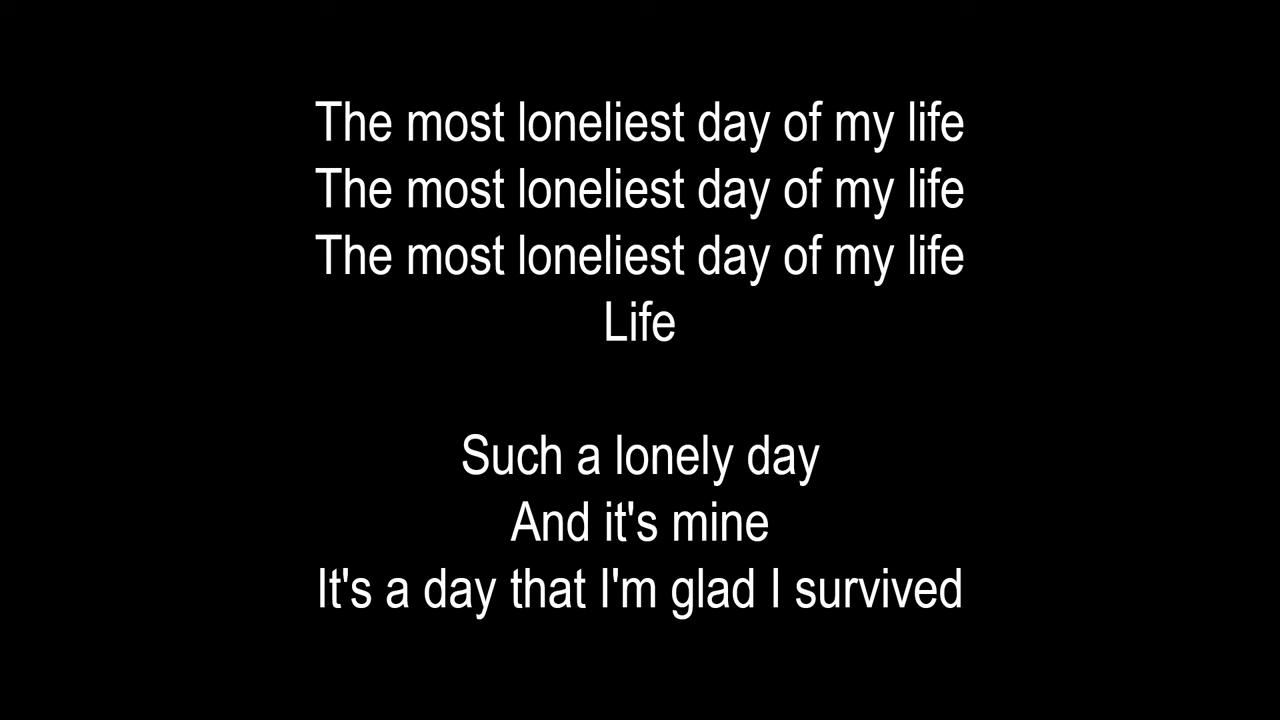 The most loneliest day of my life
The most loneliest day of my life
The most loneliest day of my life
Life
Such a lonely day
And it's mine
It's a day that I'm glad I survived